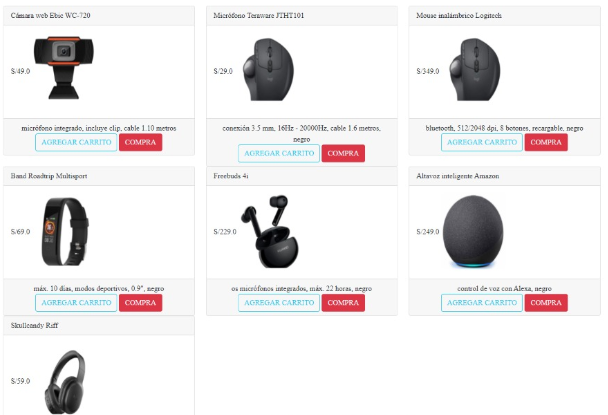 Cámara web Ebac WC-720
S/49.0
micrófono integrado, incluye clip, cable 1.10 metros
AGREGAR CARRITO COMPRA
Micrófono Teraware JTHT101
S/29.0
conexión 3.5 mm, 16Hz - 20000Hz, cable 1.6 metros,
negro
AGREGAR CARRITO COMPRA
Mouse inalámbrico Logitech
S/349.0
bluetooth, 512/2048 dpi, 8 botones, recargable, negro
AGREGAR CARRITO COMPRA
Band Roadtrip Multisport
S/69.0
máx. 10 días, modos deportivos, 0.9", negro
AGREGAR CARRITO COMPRA
Freebuds 4i
S/229.0
os micrófonos integrados, máx. 22 horas, negro
AGREGAR CARRITO COMPRA
Altavoz inteligente Amazon
S/249.0
control de voz con Alexa, negro
AGREGAR CARRITO COMPRA
Skullcandy Riff
S/59.0